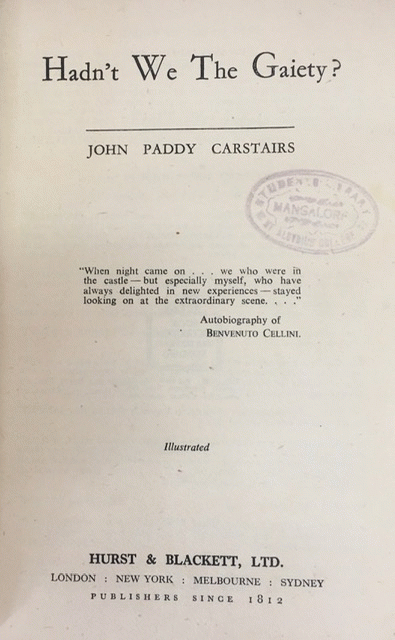 Hadn't We The Gaiety?
JOHN PADDY CARSTAIRS
STUDENTS LIBRARY
MANGALORE
"When night came on . . . we who were in
the castle — but especially myself, who have
always delighted in new experiences — stayed
looking on at the extraordinary scene. . . ."
Autobiography of
BENVENUTO CELLINI.
Illustrated
HURST & BLACKETT, LTD.
LONDON : NEW YORK : MELBOURNE : SYDNEY
PUBLISHERS SINCE 1812